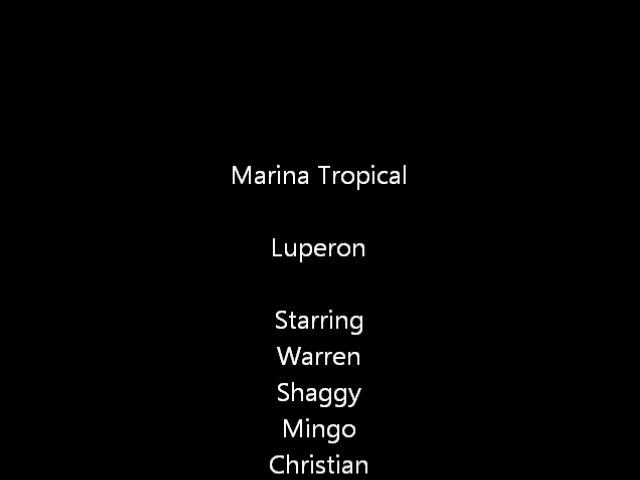 Marina Tropical
Luperon
Starring
Warren
Shaggy
Mingo
Christian